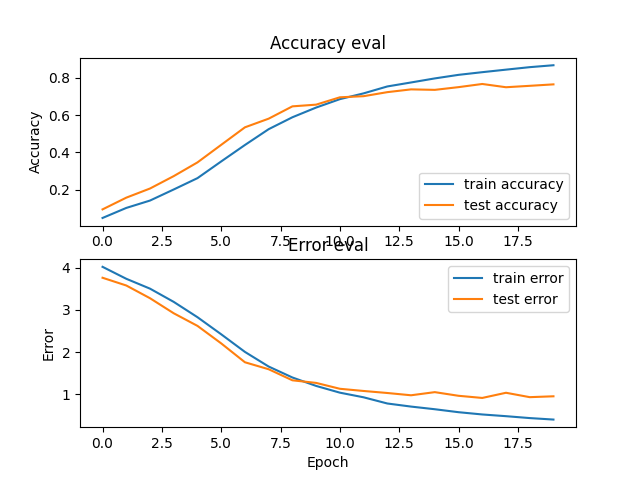 Accuracy eval
Accuracy
0.8
0.6
0.4
0.2
train accuracy
test accuracy
0.0 2.5 5.0 7.5 10.0 12.5 15.0 17.5
Error eval
Error
4
3
2
1
train error
test error
0.0 2.5 5.0 7.5 10.0 12.5 15.0 17.5
Epoch